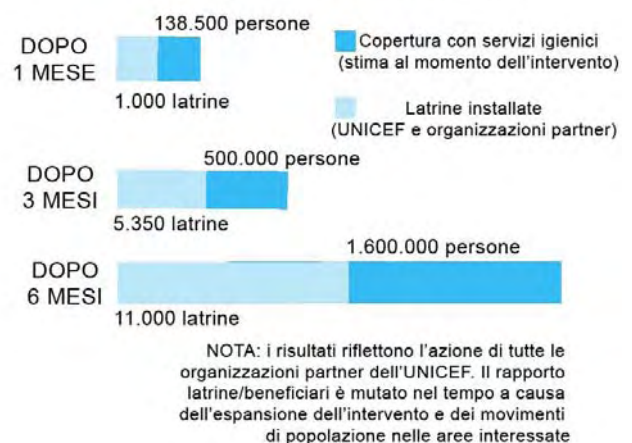 138.500 persone
DOPO
1 MESE
1.000 latrine
Copertura con servizi igienici
(stima al momento dell'intervento)
Latrine installate
(UNICEF e organizzazioni partner)
500.000 persone
DOPO
3 MESI
5.350 latrine
1.600.000 persone
DOPO
6 MESI
11.000 latrine
NOTA: i risultati riflettono l'azione di tutte le
organizzazioni partner dell'UNICEF. Il rapporto
latrine/beneficiari è mutato nel tempo a causa
dell'espansione dell'intervento e dei movimenti
di popolazione nelle aree interessate